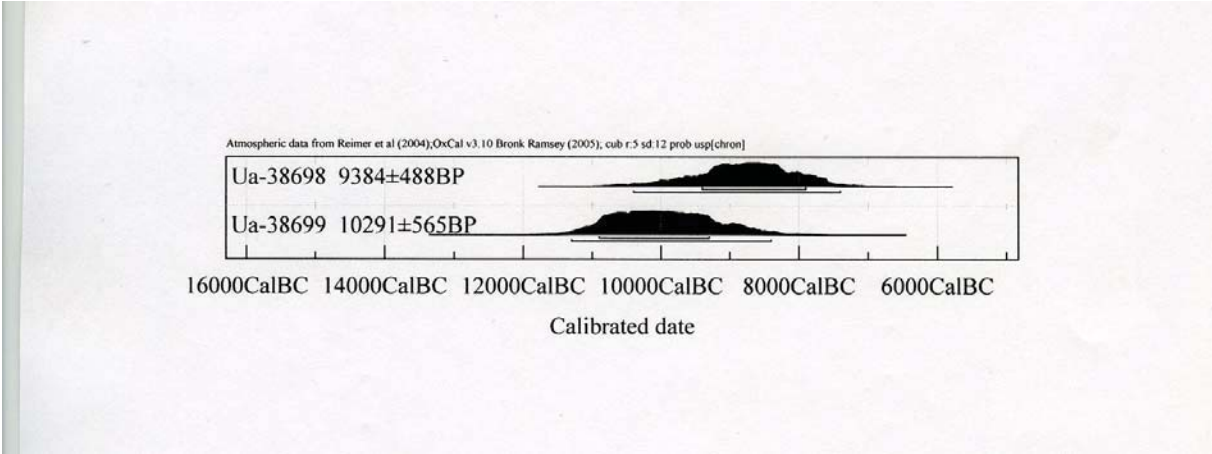 Atmospheric data from Reimer et al (2004);OxCal v3.10 Bronk Ramsey (2005); cub r:5 sd:12 prob usp[chron]
Ua-38698 9384±488BP
Ua-38699 10291±565BP
16000CalBC 14000CalBC 12000CalBC 10000CalBC 8000CalBC 6000CalBC
Calibrated date